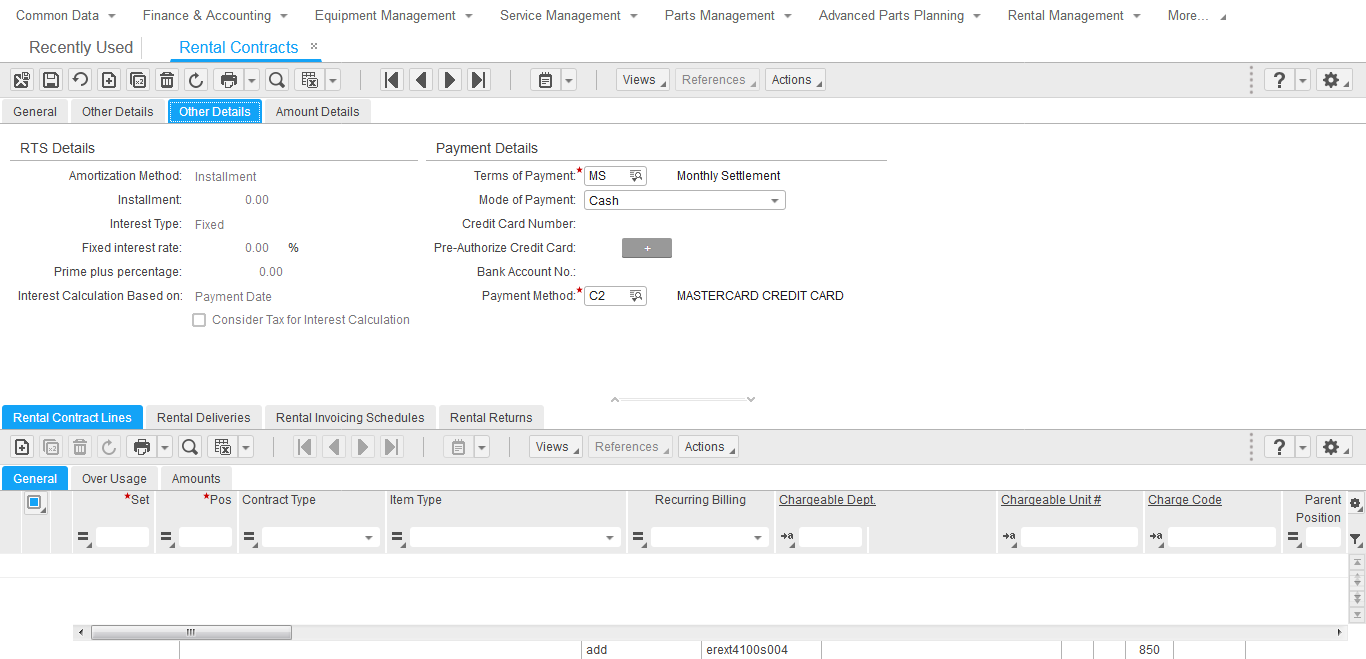 Common Data Finance & Accounting Equipment Management Service Management Parts Management Advanced Parts Planning Rental Management More...
Recently Used Rental Contracts ×
Views References Actions ?
General Other Details Other Details Amount Details
RTS Details
Amortization Method: Installment
Installment: 0.00
Interest Type: Fixed
Fixed interest rate: 0.00 %
Prime plus percentage: 0.00
Interest Calculation Based on: Payment Date
Consider Tax for Interest Calculation
Payment Details
Terms of Payment:* MS Monthly Settlement
Mode of Payment: Cash
Credit Card Number:
Pre-Authorize Credit Card: +
Bank Account No.:
Payment Method:* C2 MASTERCARD CREDIT CARD
Rental Contract Lines Rental Deliveries Rental Invoicing Schedules Rental Returns
Views References Actions ?
General Over Usage Amounts
*Set *Pos Contract Type Item Type Recurring Billing Chargeable Dept. Chargeable Unit # Charge Code Parent
Position
add erext4100s004 850